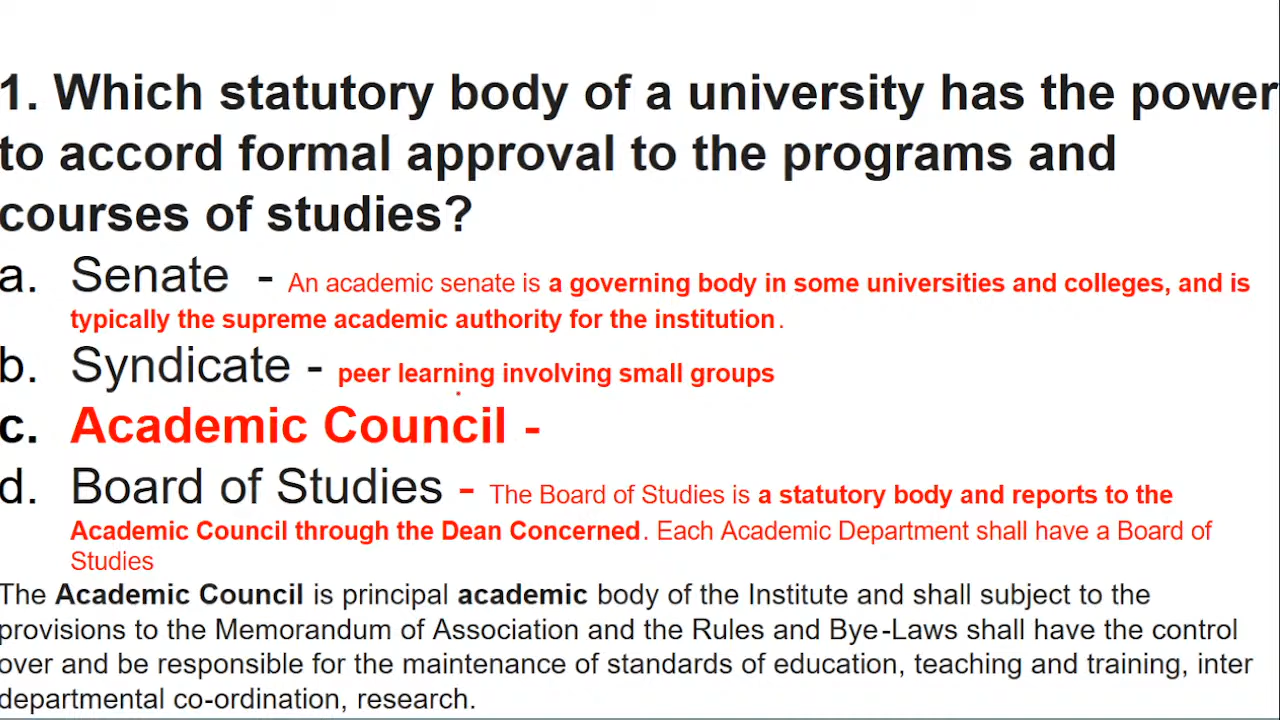 1. Which statutory body of a university has the power
to accord formal approval to the programs and
courses of studies?
a. Senate - An academic senate is a governing body in some universities and colleges, and is
typically the supreme academic authority for the institution.
b. Syndicate - peer learning involving small groups
c. Academic Council -
d. Board of Studies - The Board of Studies is a statutory body and reports to the
Academic Council through the Dean Concerned. Each Academic Department shall have a Board of
Studies
The Academic Council is principal academic body of the Institute and shall subject to the
provisions to the Memorandum of Association and the Rules and Bye-Laws shall have the control
over and be responsible for the maintenance of standards of education, teaching and training, inter
departmental co-ordination, research.